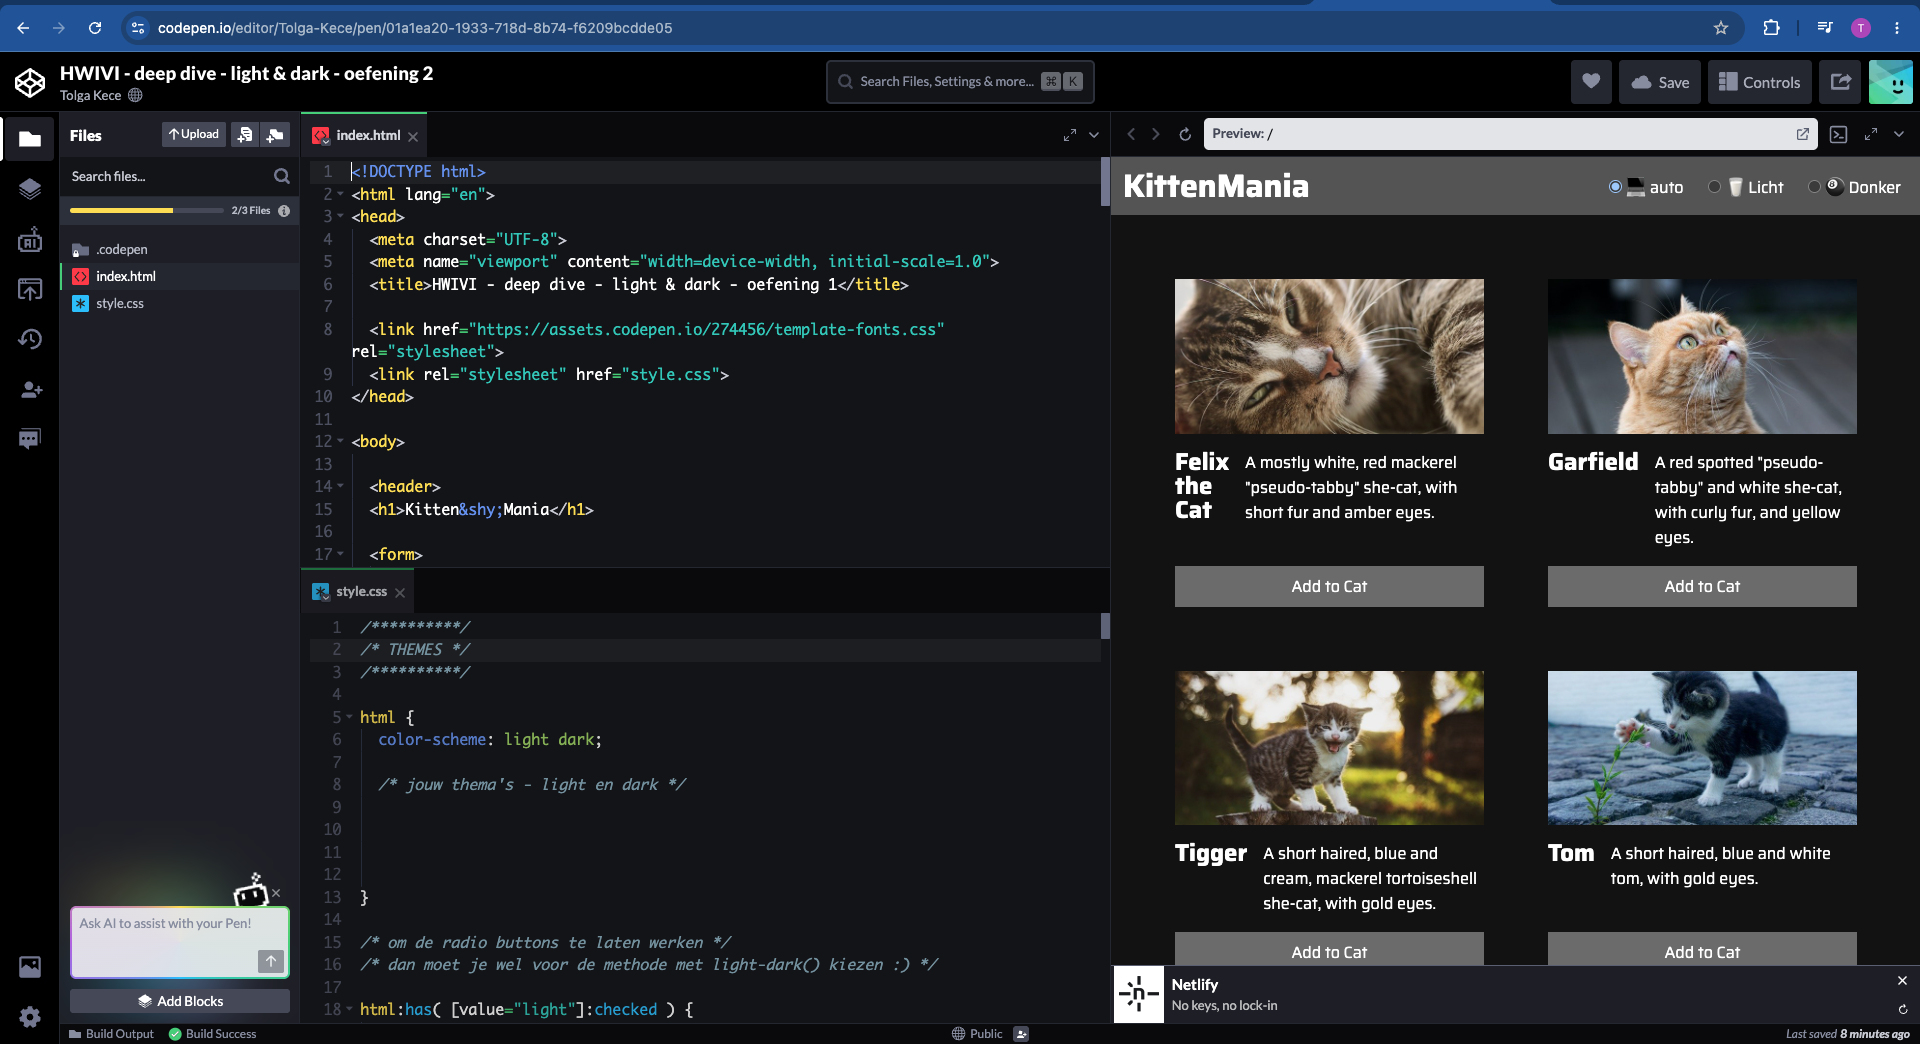 codepen.io/editor/Tolga-Kece/pen/01a1ea20-1933-718d-8b74-f6209bcdde05
T
HWIVI - deep dive - light & dark - oefening 2
Tolga Kece
Search Files, Settings & more... ⌘ K
Save
Controls
Files
Upload
Search files...
2/3 Files
.codepen
index.html
style.css
AI
Ask AI to assist with your Pen!
Add Blocks
index.html
1 <!DOCTYPE html>
2 <html lang="en">
3 <head>
4 <meta charset="UTF-8">
5 <meta name="viewport" content="width=device-width, initial-scale=1.0">
6 <title>HWIVI - deep dive - light & dark - oefening 1</title>
7
8 <link href="https://assets.codepen.io/274456/template-fonts.css"
rel="stylesheet">
9 <link rel="stylesheet" href="style.css">
10 </head>
11
12 <body>
13
14 <header>
15 <h1>Kitten&shy;Mania</h1>
16
17 <form>
style.css
1 /**********/
2 /* THEMES */
3 /**********/
4
5 html {
6 color-scheme: light dark;
7
8 /* jouw thema's - light en dark */
9
10
11
12
13 }
14
15 /* om de radio buttons te laten werken */
16 /* dan moet je wel voor de methode met light-dark() kiezen :) */
17
18 html:has( [value="light"]:checked ) {
Preview: /
KittenMania
auto
Licht
Donker
Felix
the
Cat
A mostly white, red mackerel
"pseudo-tabby" she-cat, with
short fur and amber eyes.
Add to Cat
Garfield
A red spotted "pseudo-
tabby" and white she-cat,
with curly fur, and yellow
eyes.
Add to Cat
Tigger
A short haired, blue and
cream, mackerel tortoiseshell
she-cat, with gold eyes.
Add to Cat
Tom
A short haired, blue and white
tom, with gold eyes.
Add to Cat
n
Netlify
No keys, no lock-in
Build Output
Build Success
Public
Last saved 8 minutes ago